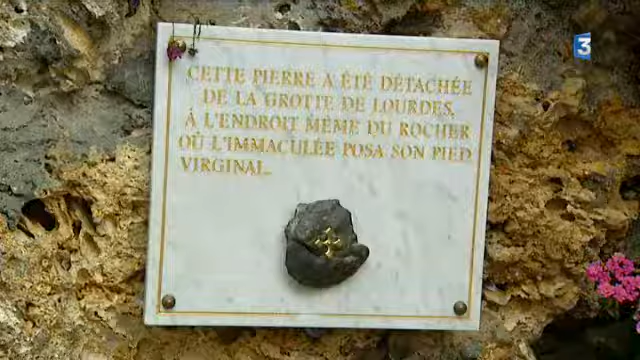 3
CETTE PIERRE A ÉTÉ DÉTACHÉE
DE LA GROTTE DE LOURDES,
À L'ENDROIT MÊME DU ROCHER
OÙ L'IMMACULÉE POSA SON PIED
VIRGINAL.